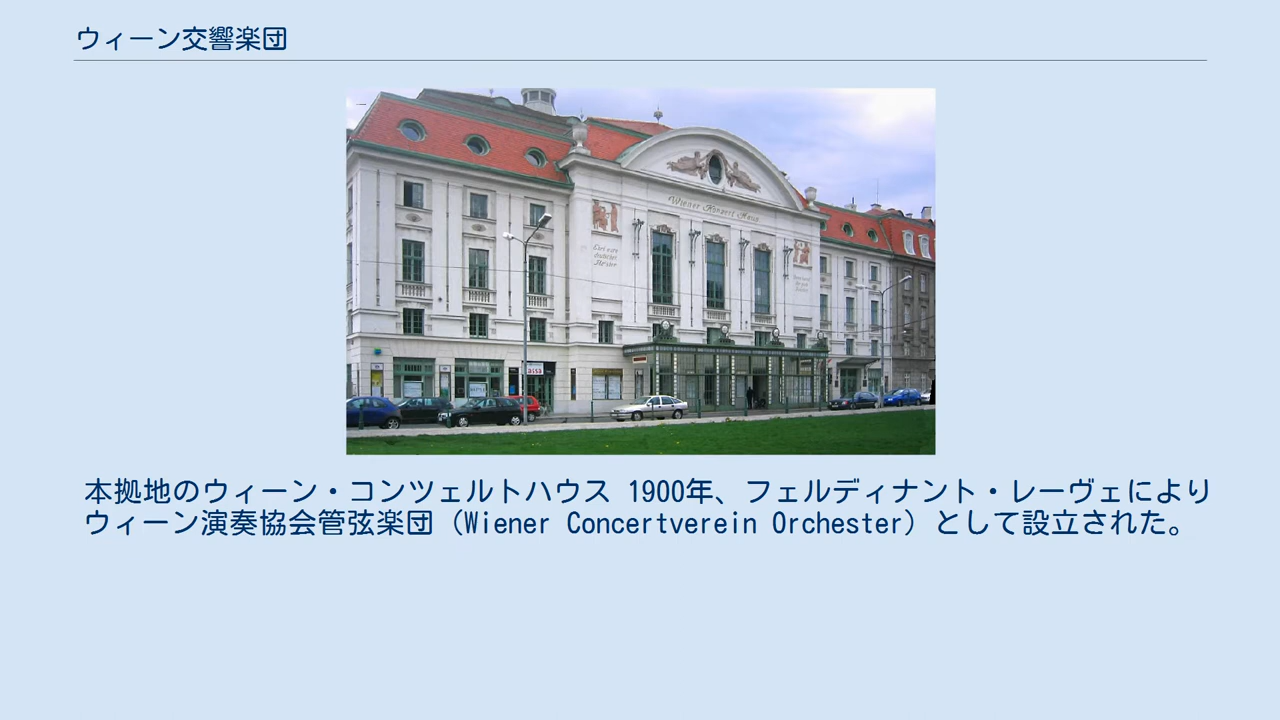 ウィーン交響楽団
Wiener Konzert Haus
本拠地のウィーン・コンツェルトハウス 1900年、フェルディナント・レーヴェにより
ウィーン演奏協会管弦楽団（Wiener Concertverein Orchester）として設立された。